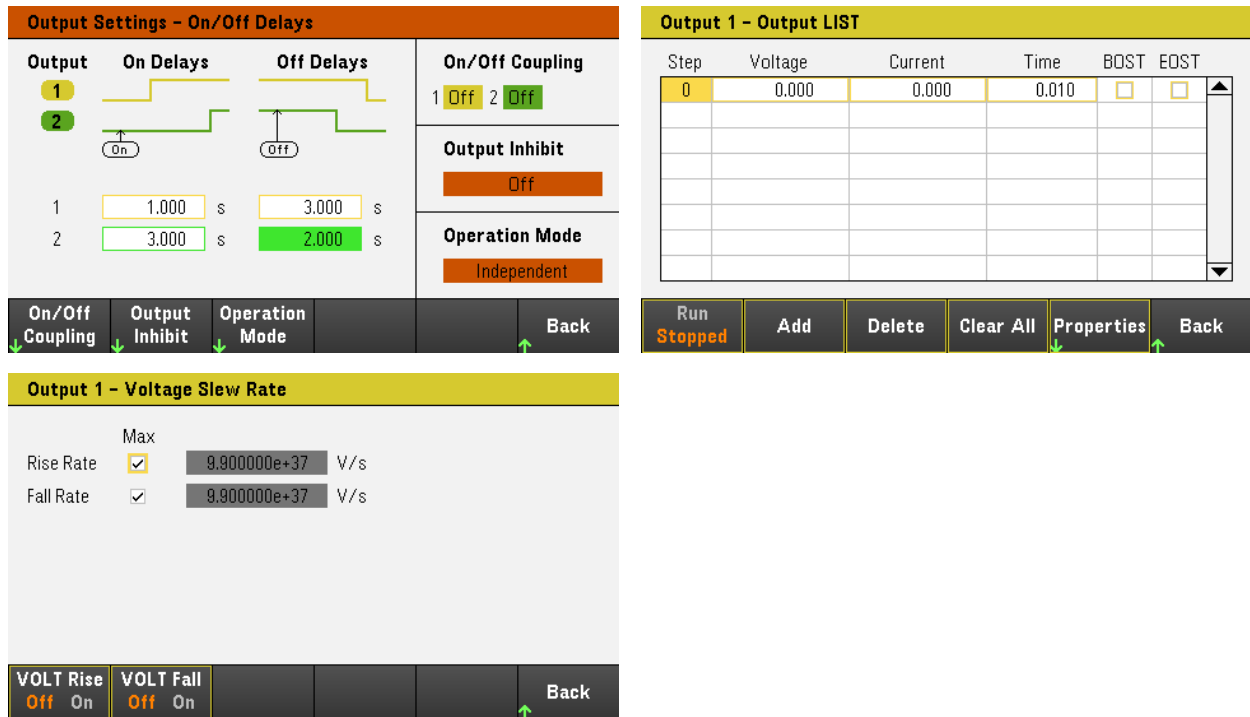 Output Settings - On/Off Delays
Output On Delays Off Delays
1
2
On Off
1 1.000 s 3.000 s
2 3.000 s 2.000 s
On/Off Coupling
1 Off 2 Off
Output Inhibit
Off
Operation Mode
Independent
On/Off Coupling
Output Inhibit
Operation Mode
Back
Output 1 - Output LIST
Step Voltage Current Time BOST EOST
0 0.000 0.000 0.010
Run Stopped
Add
Delete
Clear All
Properties
Back
Output 1 - Voltage Slew Rate
Max
Rise Rate 9.900000e+37 V/s
Fall Rate 9.900000e+37 V/s
VOLT Rise
Off On
VOLT Fall
Off On
Back